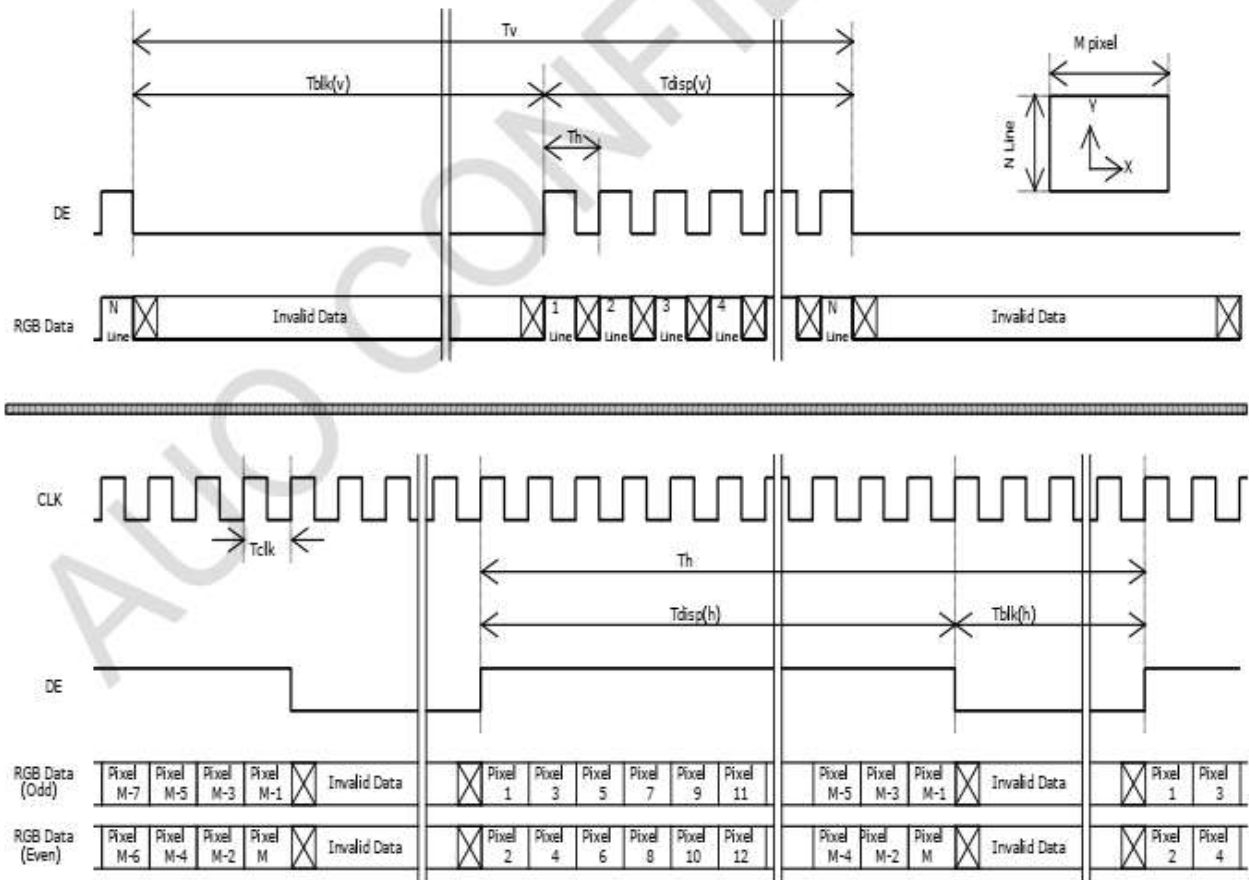 AUO CONFI
Tv
M pixel
Tblk(v) Tdisp(v)
N Line
Y
X
Th
DE
RGB Data
N Line Invalid Data 1 Line 2 Line 3 Line 4 Line N Line Invalid Data
CLK
Tclk
Th
Tdisp(h) Tblk(h)
DE
RGB Data (Odd)
Pixel M-7 Pixel M-5 Pixel M-3 Pixel M-1 Invalid Data Pixel 1 Pixel 3 Pixel 5 Pixel 7 Pixel 9 Pixel 11 Pixel M-5 Pixel M-3 Pixel M-1 Invalid Data Pixel 1 Pixel 3
RGB Data (Even)
Pixel M-6 Pixel M-4 Pixel M-2 Pixel M Invalid Data Pixel 2 Pixel 4 Pixel 6 Pixel 8 Pixel 10 Pixel 12 Pixel M-4 Pixel M-2 Pixel M Invalid Data Pixel 2 Pixel 4